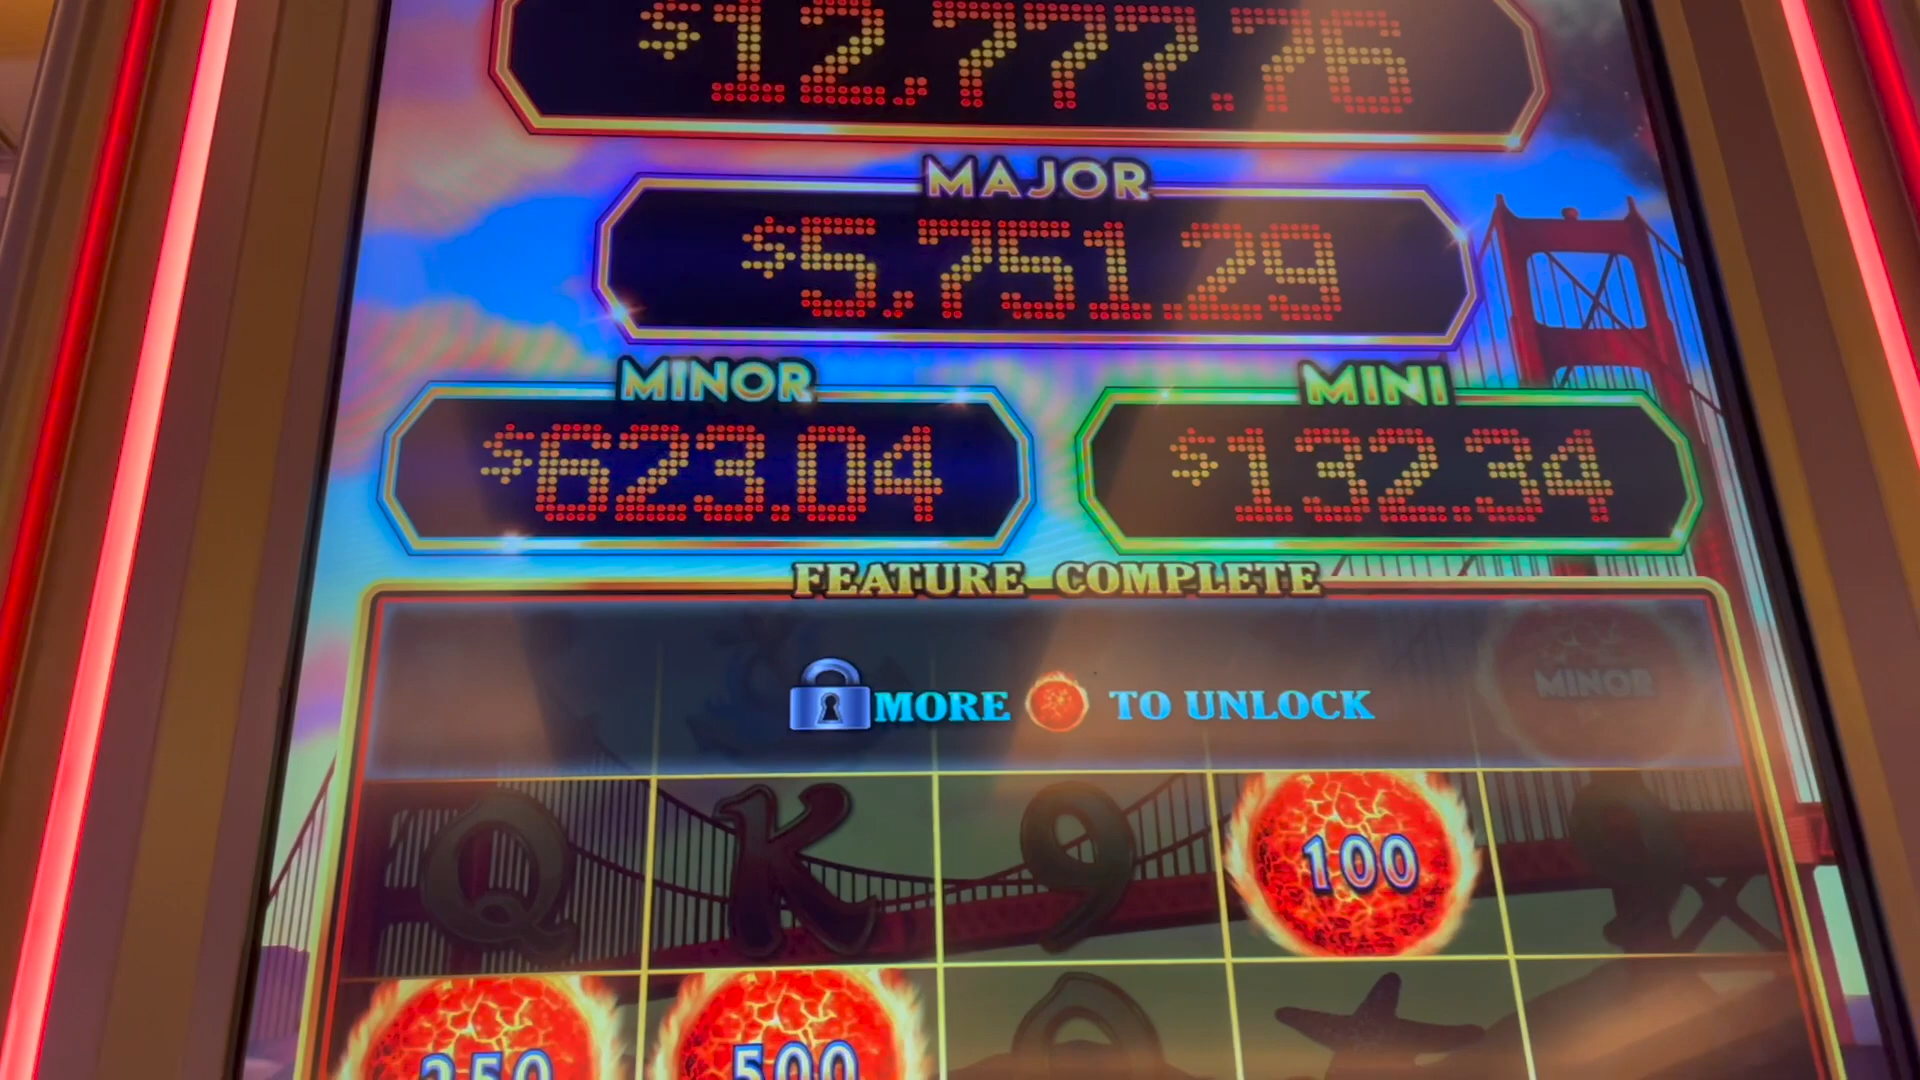 $12,777.76
MAJOR
$5,751.29
MINOR
MINI
$623.04
$132.34
FEATURE COMPLETE
MINOR
MORE TO UNLOCK
Q K 9 100
250 500